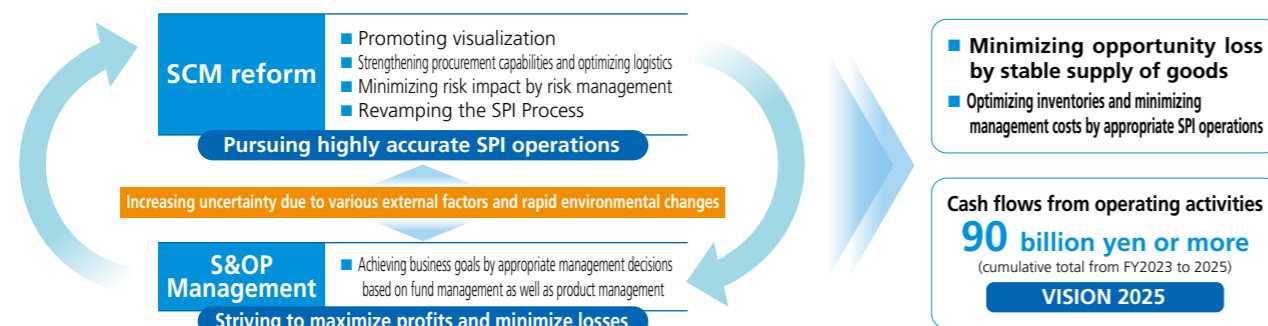 SCM reform
Promoting visualization
Strengthening procurement capabilities and optimizing logistics
Minimizing risk impact by risk management
Revamping the SPI Process
Pursuing highly accurate SPI operations
Increasing uncertainty due to various external factors and rapid environmental changes
S&OP
Management
Achieving business goals by appropriate management decisions
based on fund management as well as product management
Striving to maximize profits and minimize losses
Minimizing opportunity loss
by stable supply of goods
Optimizing inventories and minimizing
management costs by appropriate SPI operations
Cash flows from operating activities
90 billion yen or more
(cumulative total from FY2023 to 2025)
VISION 2025